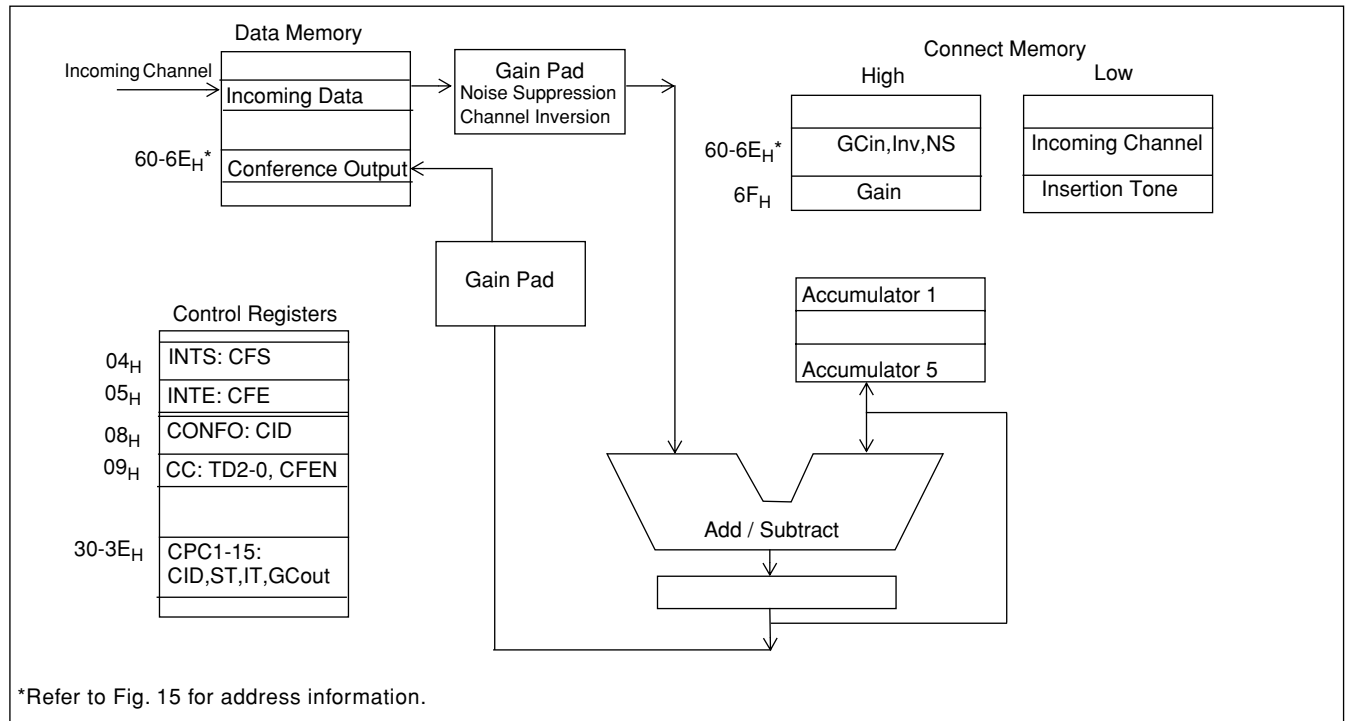 Data Memory
Incoming Channel
Incoming Data
60-6EH*
Conference Output
Gain Pad
Noise Suppression
Channel Inversion
Connect Memory
High
Low
60-6EH*
GCin,Inv,NS
Incoming Channel
6FH
Gain
Insertion Tone
Gain Pad
Accumulator 1
Accumulator 5
Control Registers
04H
INTS: CFS
05H
INTE: CFE
08H
CONFO: CID
09H
CC: TD2-0, CFEN
30-3EH
CPC1-15:
CID,ST,IT,GCout
Add / Subtract
*Refer to Fig. 15 for address information.